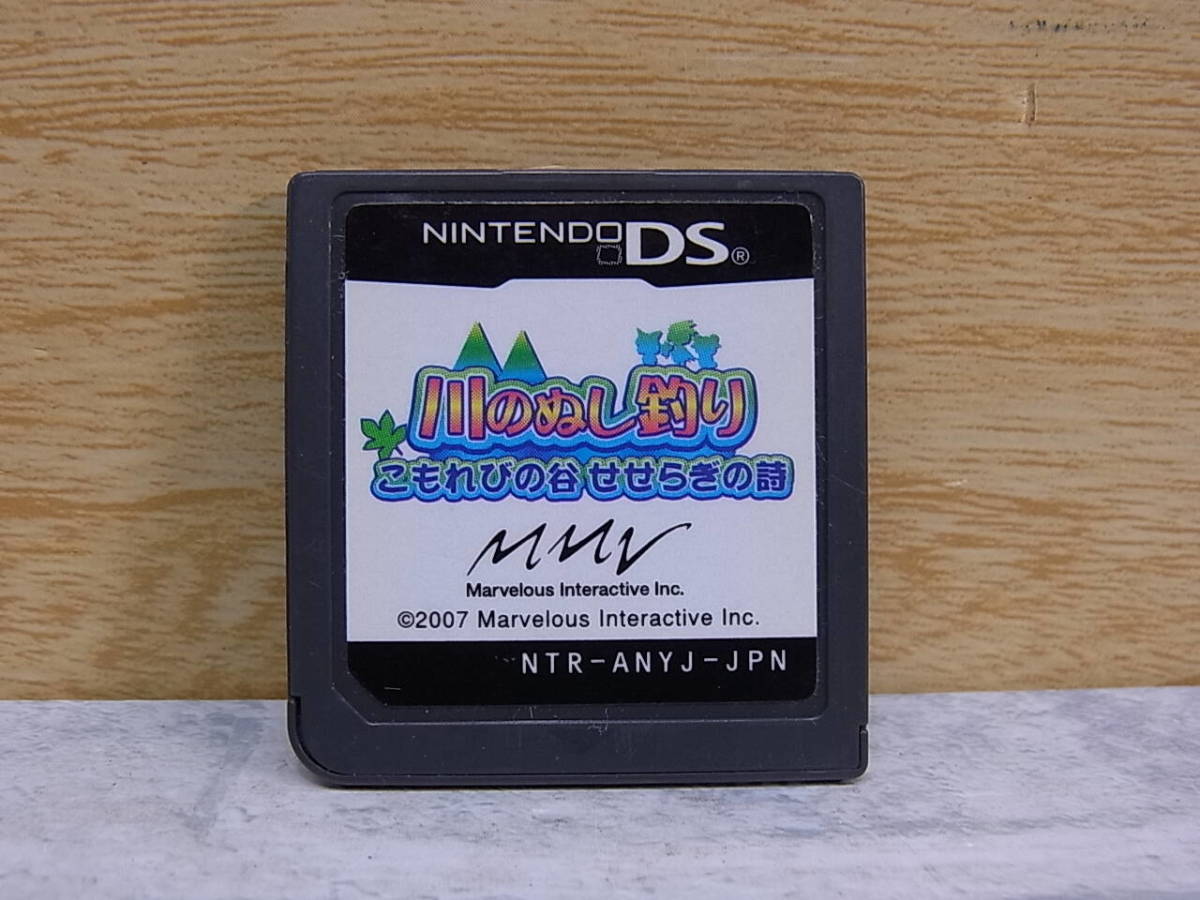 NINTENDO DS®
川のぬし釣り
こもれびの谷 せせらぎの詩
MMV
Marvelous Interactive Inc.
©2007 Marvelous Interactive Inc.
NTR-ANYJ-JPN